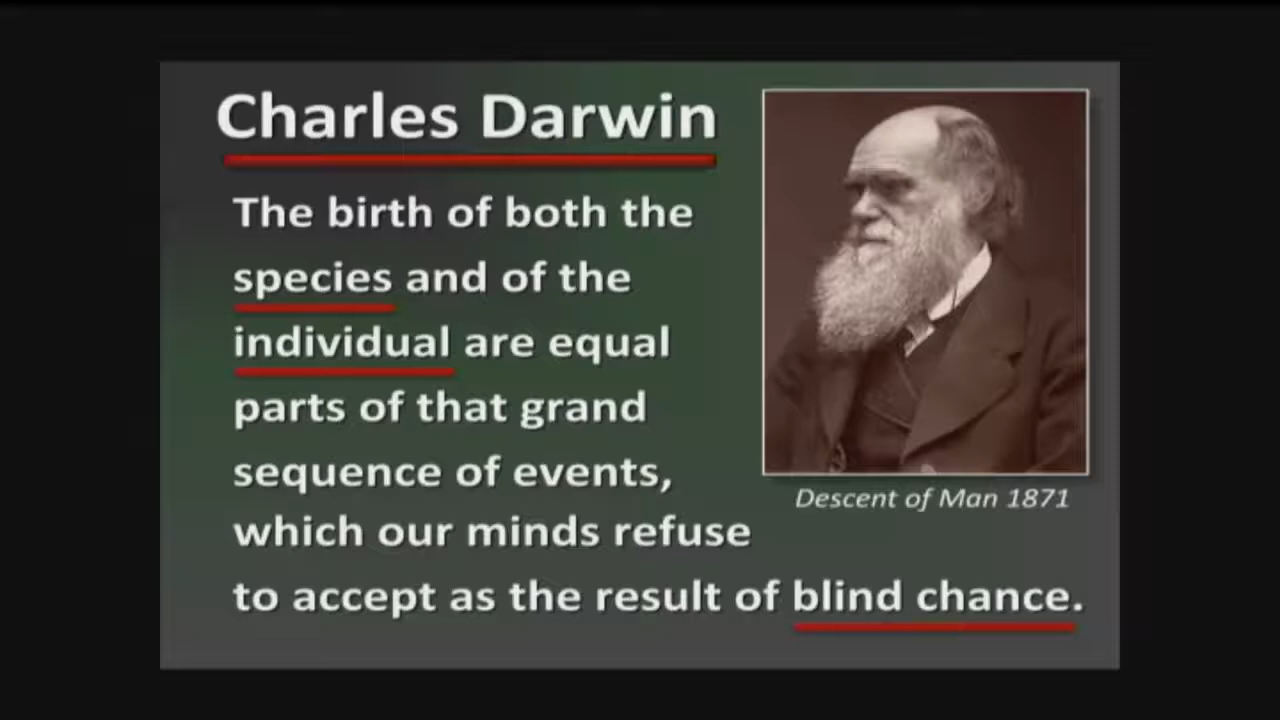 Charles Darwin
The birth of both the
species and of the
individual are equal
parts of that grand
sequence of events,
which our minds refuse
to accept as the result of blind chance.
Descent of Man 1871